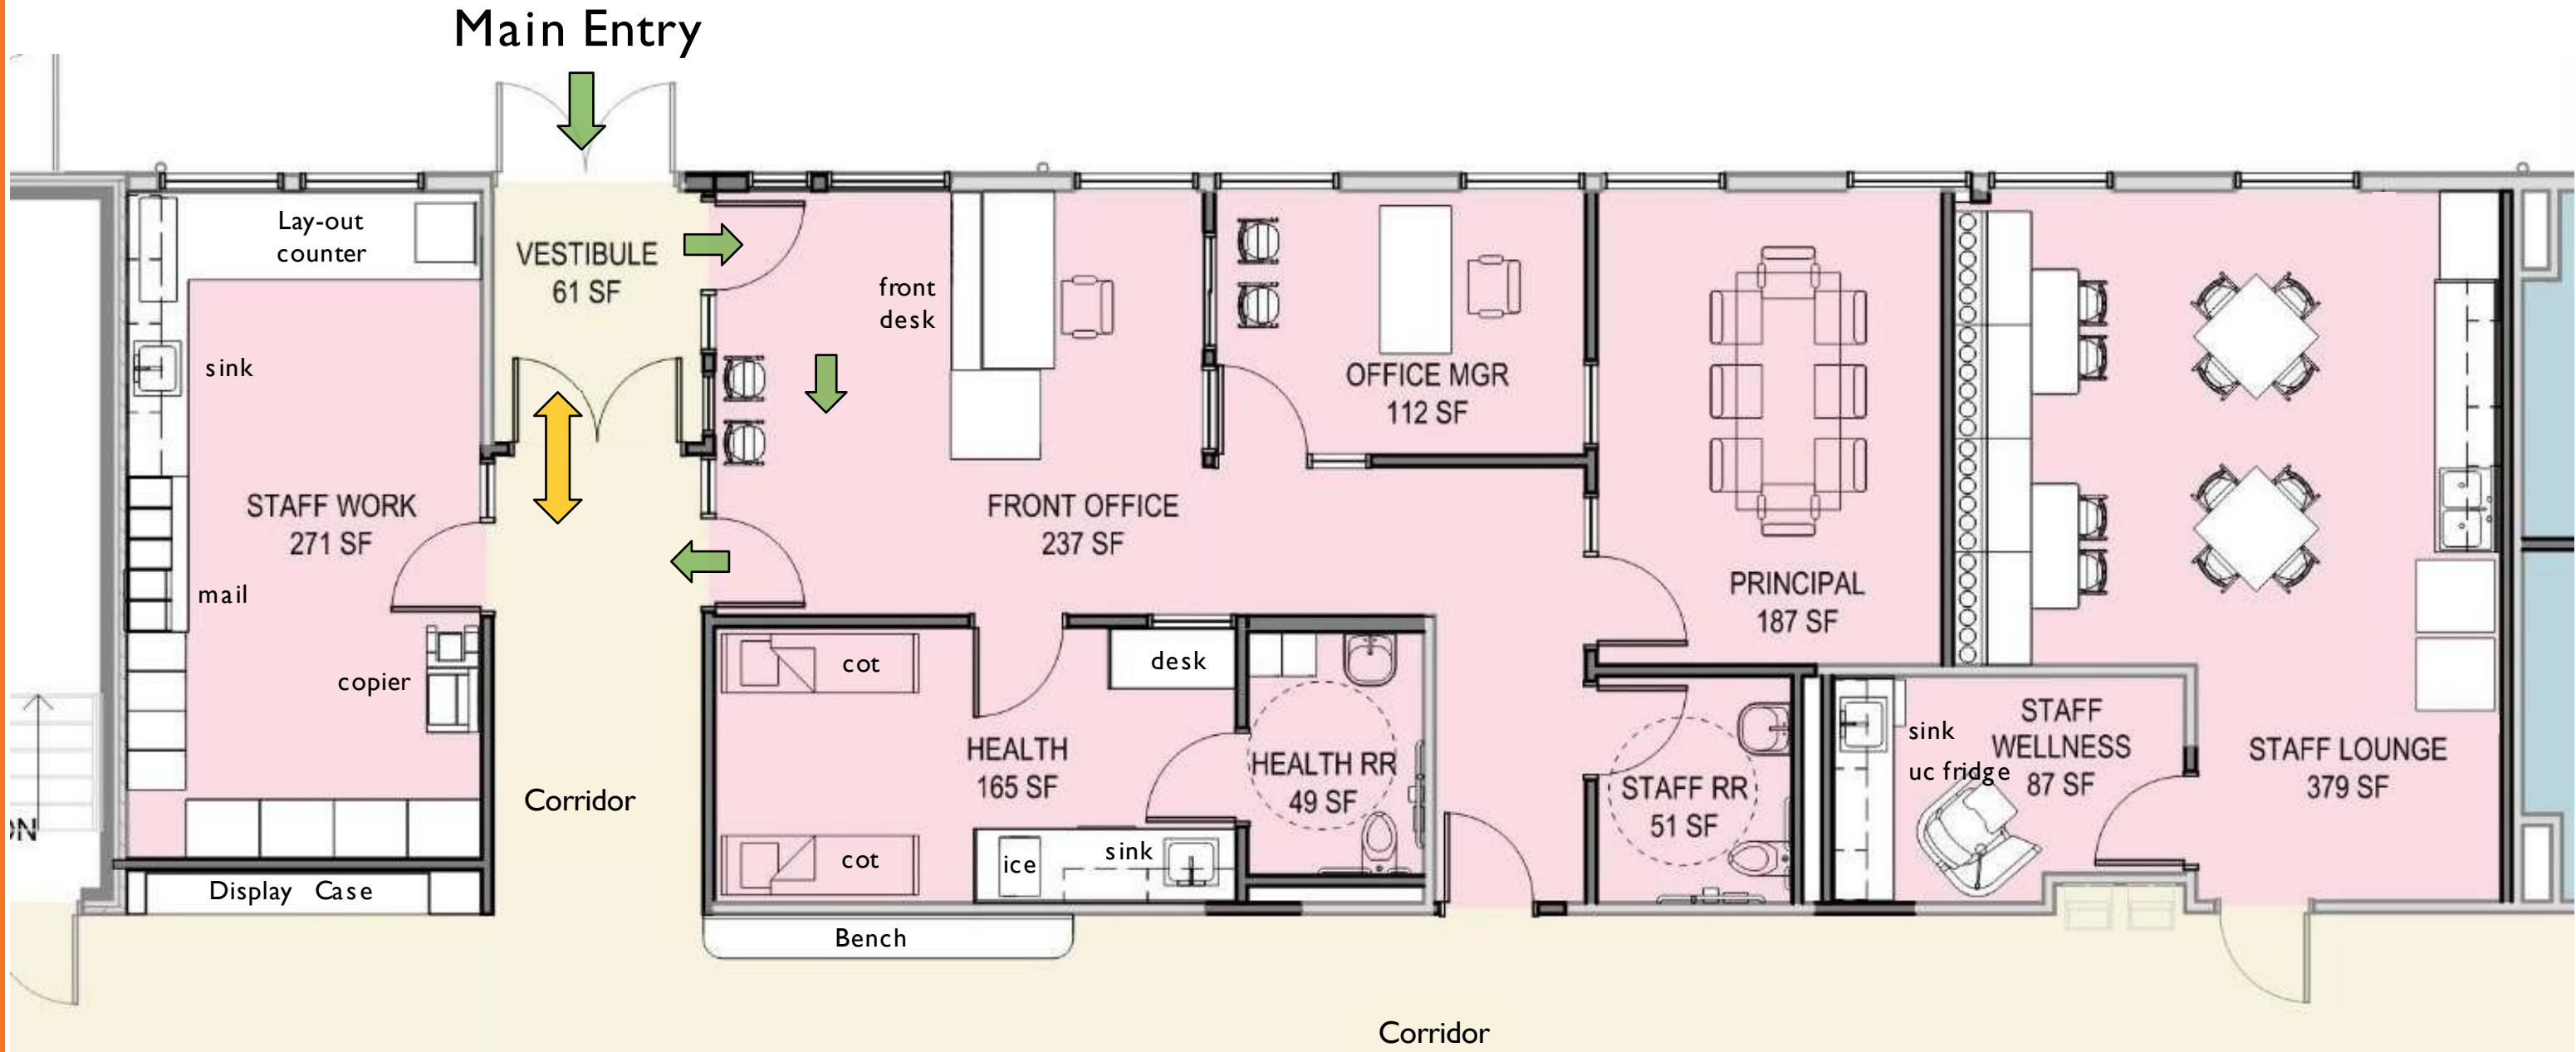 Main Entry
Lay-out
counter
VESTIBULE
61 SF
front
desk
sink
OFFICE MGR
112 SF
STAFF WORK
271 SF
FRONT OFFICE
237 SF
mail
PRINCIPAL
187 SF
copier
cot
desk
HEALTH
165 SF
HEALTH RR
49 SF
STAFF RR
51 SF
sink
uc fridge
STAFF
WELLNESS
87 SF
STAFF LOUNGE
379 SF
Corridor
ON
cot
ice
sink
Display Case
Bench
Corridor